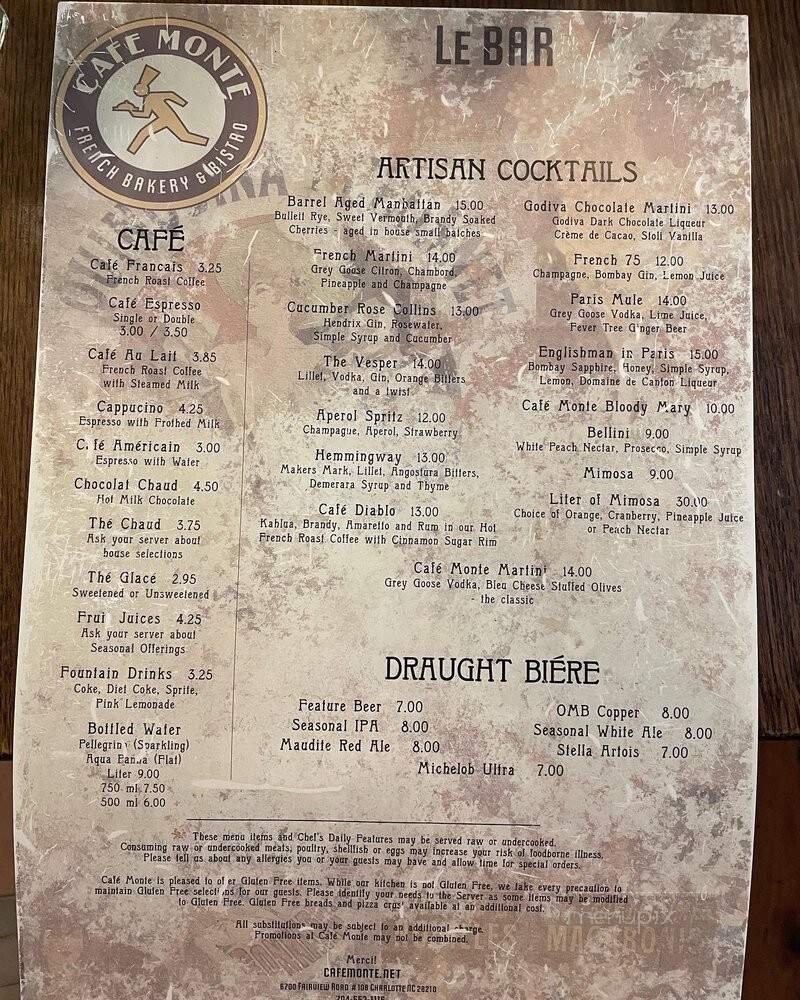 CAFÉ MONTE
FRENCH BAKERY & BISTRO
LE BAR
CAFÉ
Café Francais 3.25
French Roast Coffee
Café Espresso
Single or Double
3.00 / 3.50
Café Au Lait 3.85
French Roast Coffee
with Steamed Milk
Cappucino 4.25
Espresso with Frothed Milk
Café Américain 3.00
Espresso with Water
Chocolat Chaud 4.50
Hot Milk Chocolate
Thé Chaud 3.75
Ask your server about
house selections
Thé Glacé 2.95
Sweetened or Unsweetened
Fruit Juices 4.25
Ask your server about
Seasonal Offerings
Fountain Drinks 3.25
Coke, Diet Coke, Sprite,
Pink Lemonade
Bottled Water
Pellegrino (Sparkling)
Aqua Panna (Flat)
Liter 9.00
750 ml 7.50
500 ml 6.00
ARTISAN COCKTAILS
Barrel Aged Manhattan 15.00
Bulleit Rye, Sweet Vermouth, Brandy Soaked
Cherries - aged in house small batches
French Martini 14.00
Grey Goose Citron, Chambord,
Pineapple and Champagne
Cucumber Rose Collins 13.00
Hendrix Gin, Rosewater,
Simple Syrup and Cucumber
The Vesper 14.00
Lillet, Vodka, Gin, Orange Bitters
and a twist
Aperol Spritz 12.00
Champagne, Aperol, Strawberry
Hemmingway 13.00
Makers Mark, Lillet, Angostura Bitters,
Demerara Syrup and Thyme
Café Diablo 13.00
Kahlua, Brandy, Amaretto and Rum in our Hot
French Roast Coffee with Cinnamon Sugar Rim
Godiva Chocolate Martini 13.00
Godiva Dark Chocolate Liqueur
Crème de Cacao, Stoli Vanilla
French 75 12.00
Champagne, Bombay Gin, Lemon Juice
Paris Mule 14.00
Grey Goose Vodka, Lime Juice,
Fever Tree Ginger Beer
Englishman in Paris 15.00
Bombay Sapphire, Honey, Simple Syrup,
Lemon, Domaine de Canton Liqueur
Café Monte Bloody Mary 10.00
Bellini 9.00
White Peach Nectar, Prosecco, Simple Syrup
Mimosa 9.00
Liter of Mimosa 30.00
Choice of Orange, Cranberry, Pineapple Juice
or Peach Nectar
Café Monte Martini 14.00
Grey Goose Vodka, Bleu Cheese Stuffed Olives
- the classic
DRAUGHT BIÉRE
Feature Beer 7.00
Seasonal IPA 8.00
Maudite Red Ale 8.00
OMB Copper 8.00
Seasonal White Ale 8.00
Stella Artois 7.00
Michelob Ultra 7.00
These menu items and Chef's Daily Features may be served raw or undercooked.
Consuming raw or undercooked meats, poultry, shellfish or eggs may increase your risk of foodborne illness.
Please tell us about any allergies you or your guests may have and allow time for special orders.
Café Monte is pleased to offer Gluten Free items. While our kitchen is not Gluten Free, we take every precaution to
maintain Gluten Free selections for our guests. Please identify your needs to the Server as some items may be modified
to Gluten Free. Gluten Free breads and pizza crust available at an additional cost.
All substitutions may be subject to an additional charge.
Promotions at Café Monte may not be combined.
Merci!
CAFEMONTE.NET
6700 FAIRVIEW ROAD #108 CHARLOTTE NC 28210
704-552-1116